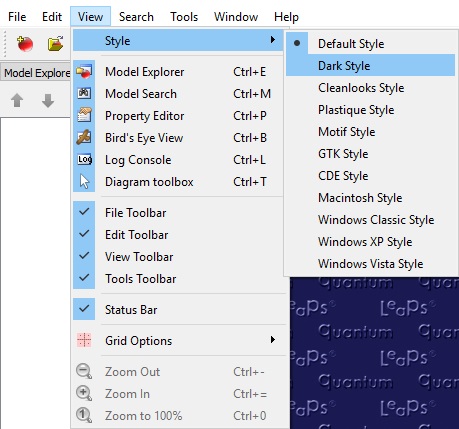 File Edit View Search Tools Window Help
Style
Default Style
Dark Style
Cleanlooks Style
Plastique Style
Motif Style
GTK Style
CDE Style
Macintosh Style
Windows Classic Style
Windows XP Style
Windows Vista Style
Model Explore
Model Explorer Ctrl+E
Model Search Ctrl+M
Property Editor Ctrl+P
Bird's Eye View Ctrl+B
Log Console Ctrl+L
Diagram toolbox Ctrl+T
File Toolbar
Edit Toolbar
View Toolbar
Tools Toolbar
Status Bar
Grid Options
Zoom Out Ctrl+-
Zoom In Ctrl+=
Zoom to 100% Ctrl+0
Log
1
Leaps
Quantum
Leaps
Quantum
Leaps
Quantum